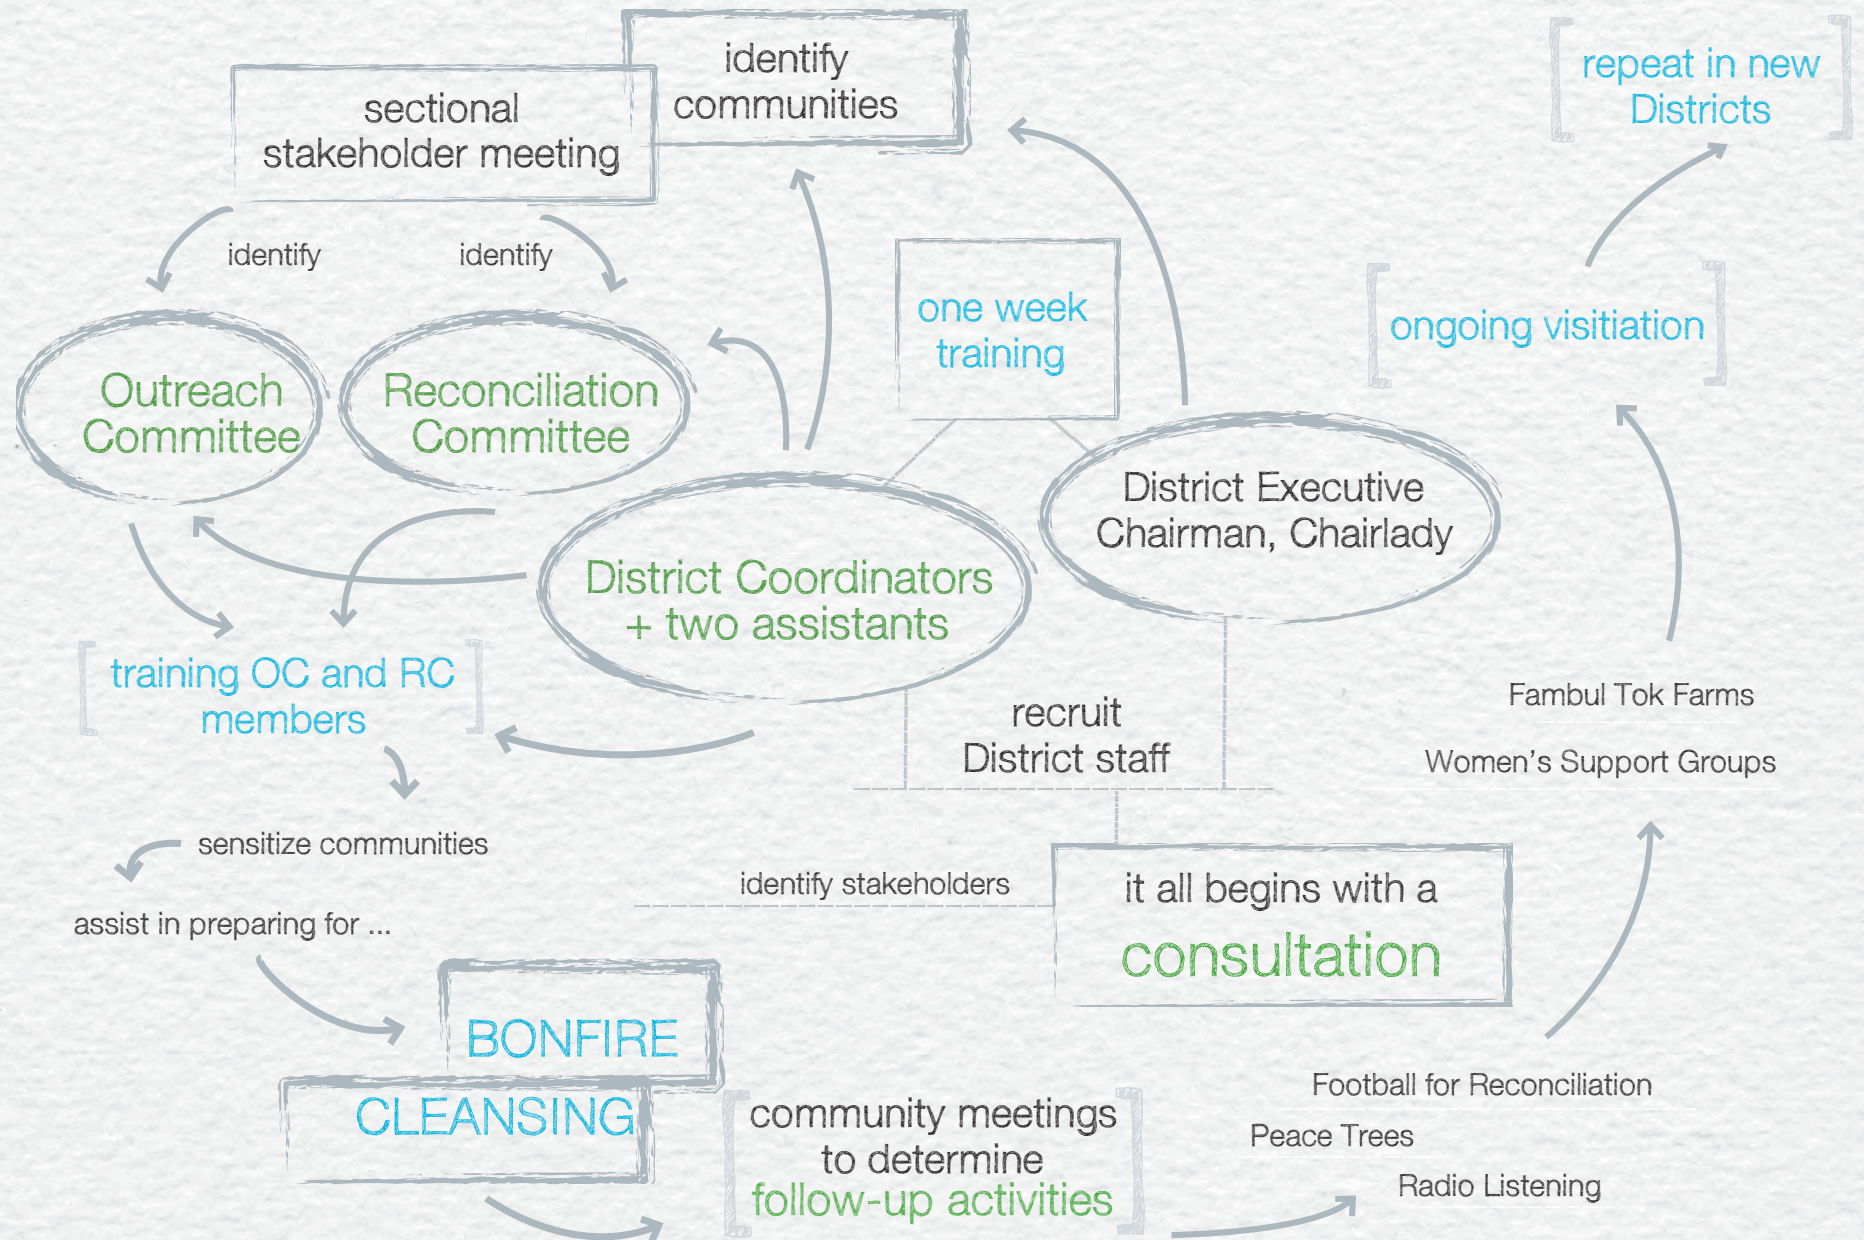 identify
communities
sectional
stakeholder meeting
repeat in new
Districts
identify
identify
one week
training
ongoing visitiation
Outreach
Committee
Reconciliation
Committee
District Executive
Chairman, Chairlady
District Coordinators
+ two assistants
training OC and RC
members
recruit
District staff
Fambul Tok Farms
Women's Support Groups
sensitize communities
identify stakeholders
it all begins with a
consultation
assist in preparing for ...
BONFIRE
CLEANSING
community meetings
to determine
follow-up activities
Football for Reconciliation
Peace Trees
Radio Listening